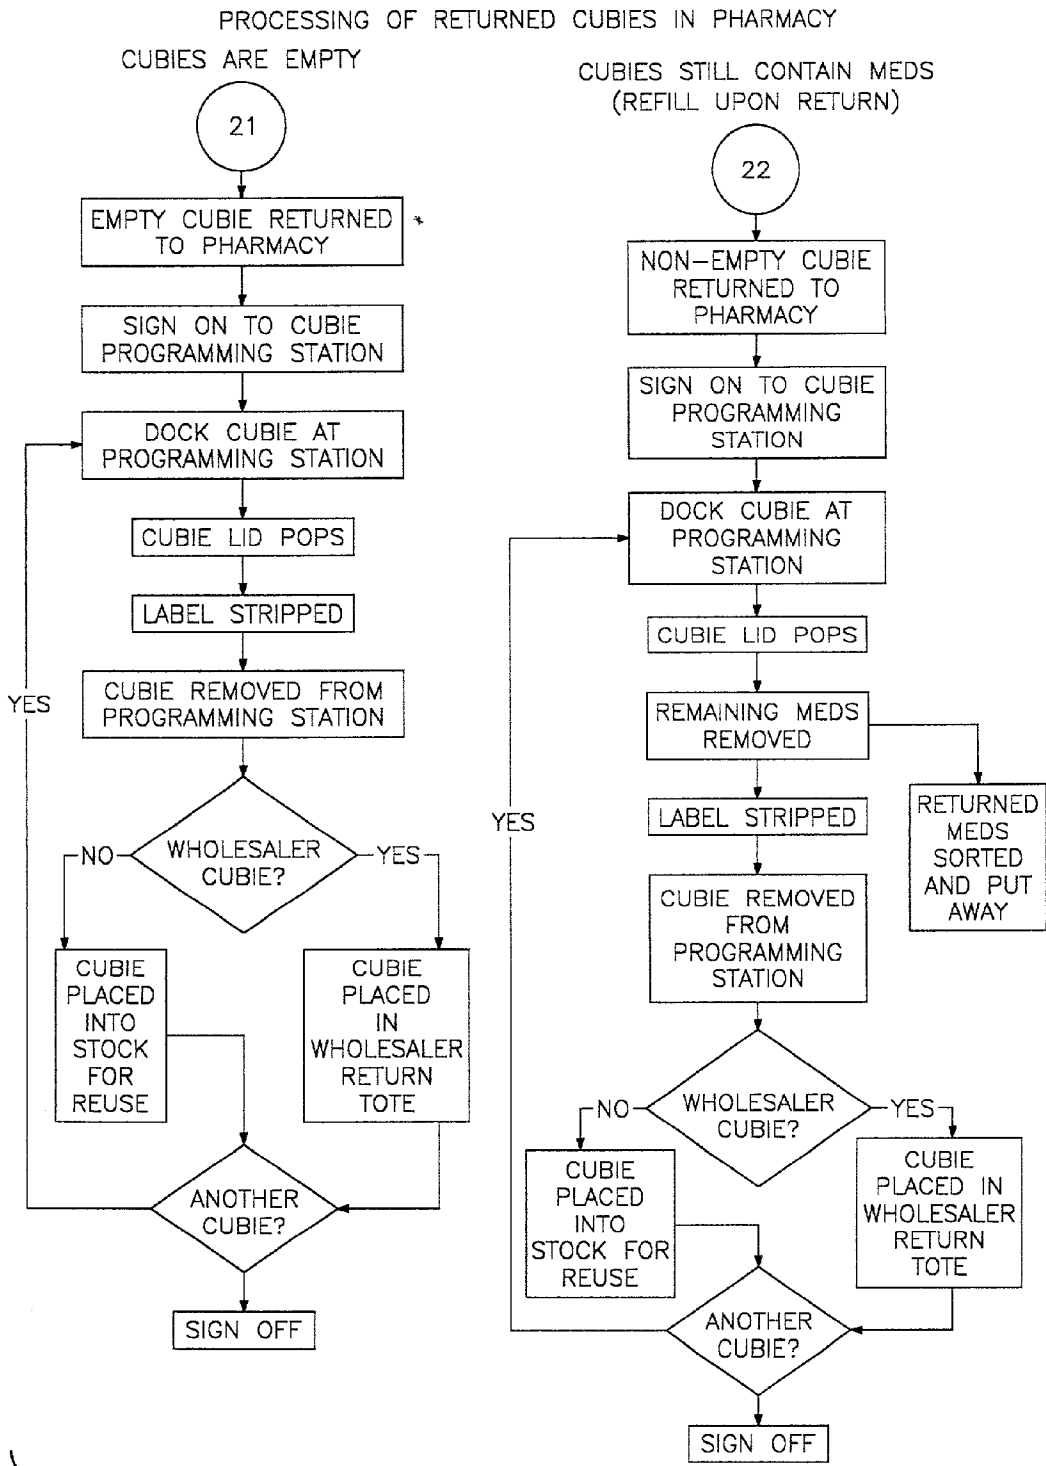 PROCESSING OF RETURNED CUBIES IN PHARMACY
CUBIES ARE EMPTY
21
EMPTY CUBIE RETURNED
TO PHARMACY
*
SIGN ON TO CUBIE
PROGRAMMING STATION
DOCK CUBIE AT
PROGRAMMING STATION
CUBIE LID POPS
LABEL STRIPPED
CUBIE REMOVED FROM
PROGRAMMING STATION
YES
WHOLESALER
CUBIE?
NO
YES
CUBIE
PLACED
INTO
STOCK
FOR
REUSE
CUBIE
PLACED
IN
WHOLESALER
RETURN
TOTE
ANOTHER
CUBIE?
SIGN OFF
CUBIES STILL CONTAIN MEDS
(REFILL UPON RETURN)
22
NON-EMPTY CUBIE
RETURNED TO
PHARMACY
SIGN ON TO CUBIE
PROGRAMMING
STATION
DOCK CUBIE AT
PROGRAMMING
STATION
CUBIE LID POPS
REMAINING MEDS
REMOVED
RETURNED
MEDS
SORTED
AND PUT
AWAY
LABEL STRIPPED
YES
CUBIE REMOVED
FROM
PROGRAMMING
STATION
WHOLESALER
CUBIE?
NO
YES
CUBIE
PLACED
INTO
STOCK FOR
REUSE
CUBIE
PLACED IN
WHOLESALER
RETURN
TOTE
ANOTHER
CUBIE?
SIGN OFF